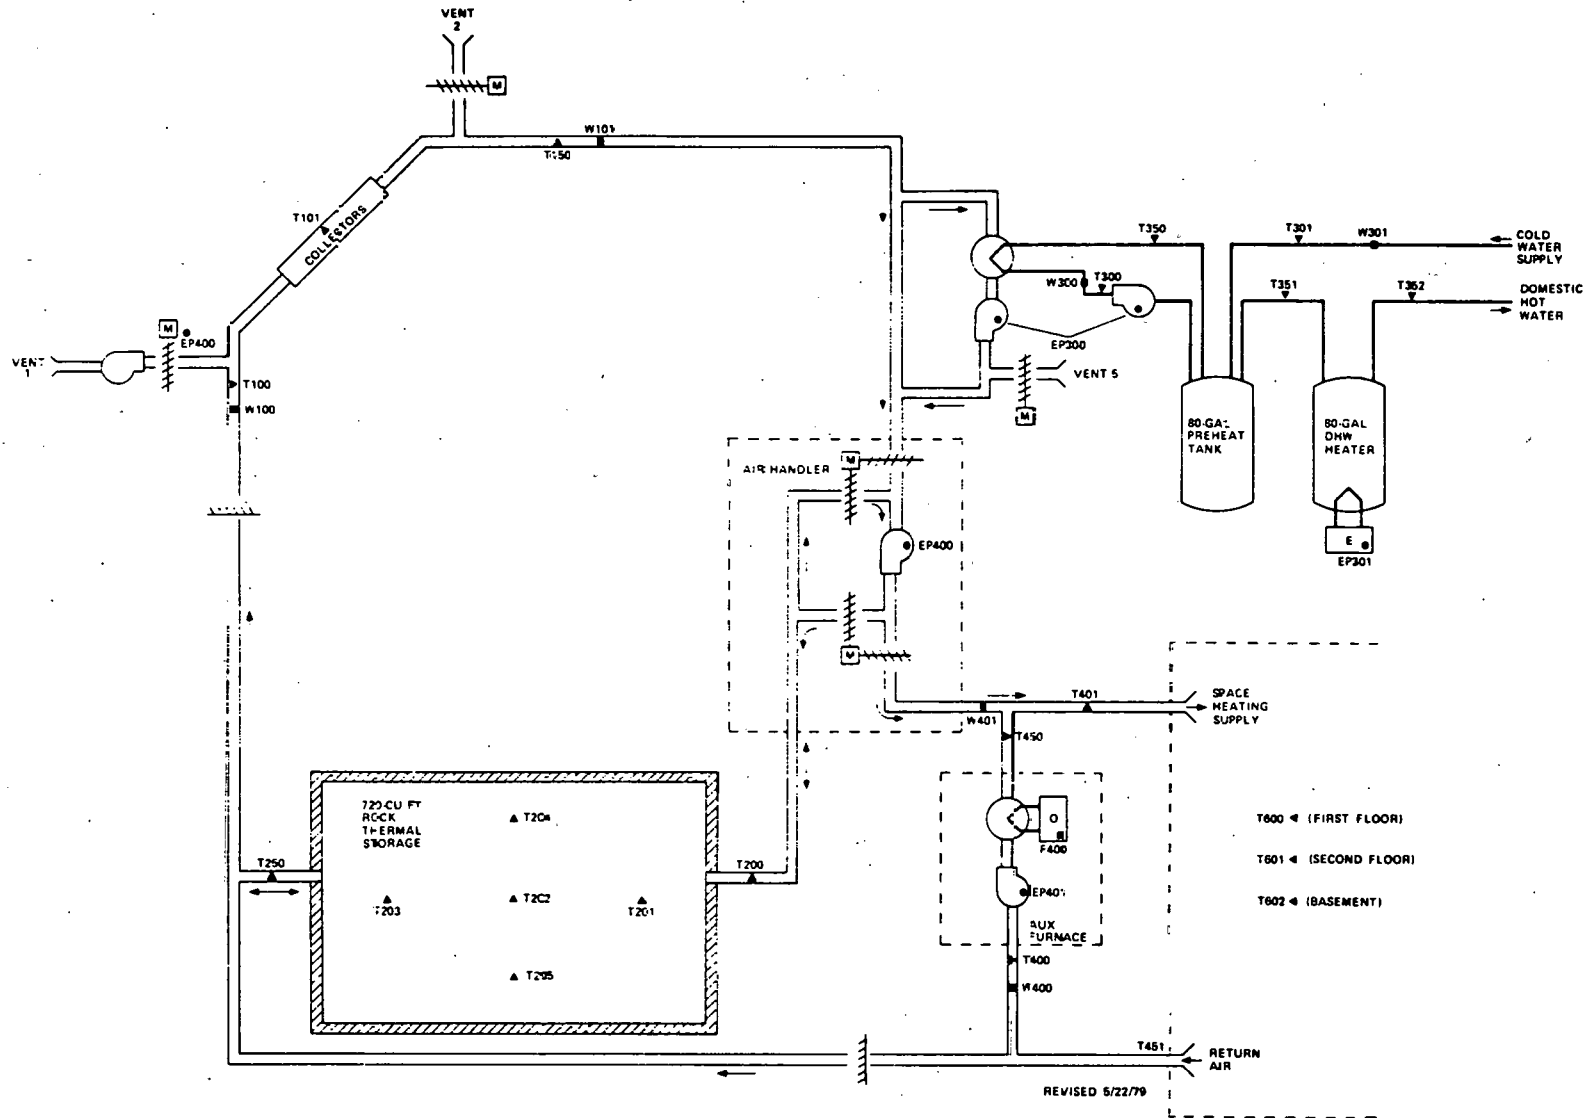 VENT
2
M
W101
T150
T101
COLLESTORS
M
EP400
VENT
1
T100
W100
T350
T301
W301
COLD
WATER
SUPPLY
W300
T300
T351
T352
DOMESTIC
HOT
WATER
EP300
VENT 5
M
80-GAL
PREHEAT
TANK
80-GAL
DHW
HEATER
E
EP301
AIR HANDLER
M
EP400
M
T401
SPACE
HEATING
SUPPLY
W401
T450
720-CU FT
ROCK
THERMAL
STORAGE
T204
O
F400
T600 (FIRST FLOOR)
T250
T200
T601 (SECOND FLOOR)
T203
T202
T201
EP401
T602 (BASEMENT)
AUX
FURNACE
T400
T205
W400
T451
RETURN
AIR
REVISED 5/22/79